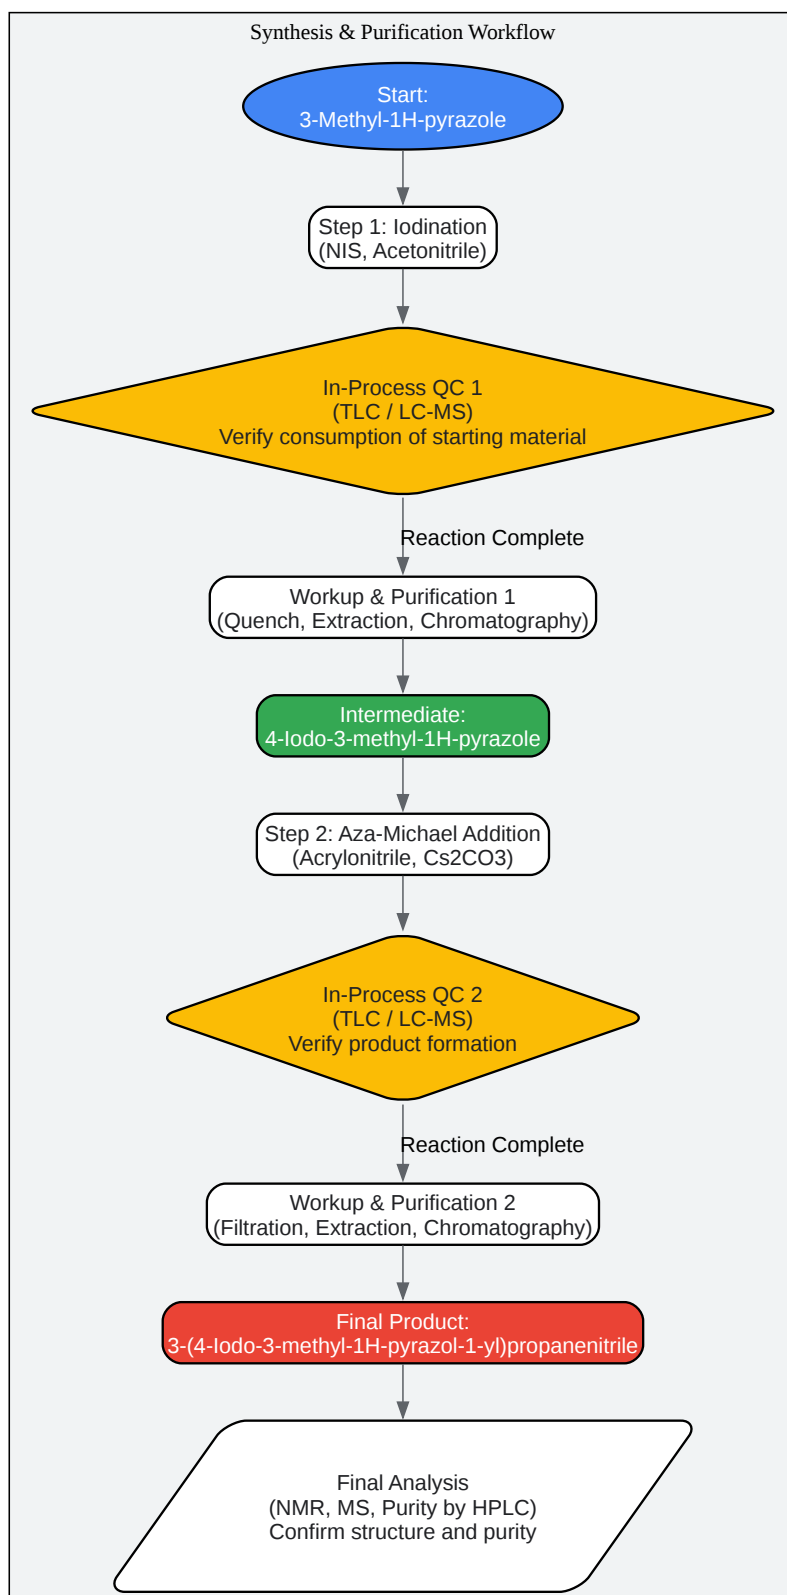 Synthesis & Purification Workflow
Start:
3-Methyl-1H-pyrazole
Step 1: Iodination
(NIS, Acetonitrile)
In-Process QC 1
(TLC / LC-MS)
Verify consumption of starting material
Reaction Complete
Workup & Purification 1
(Quench, Extraction, Chromatography)
Intermediate:
4-Iodo-3-methyl-1H-pyrazole
Step 2: Aza-Michael Addition
(Acrylonitrile, Cs2CO3)
In-Process QC 2
(TLC / LC-MS)
Verify product formation
Reaction Complete
Workup & Purification 2
(Filtration, Extraction, Chromatography)
Final Product:
3-(4-Iodo-3-methyl-1H-pyrazol-1-yl)propanenitrile
Final Analysis
(NMR, MS, Purity by HPLC)
Confirm structure and purity